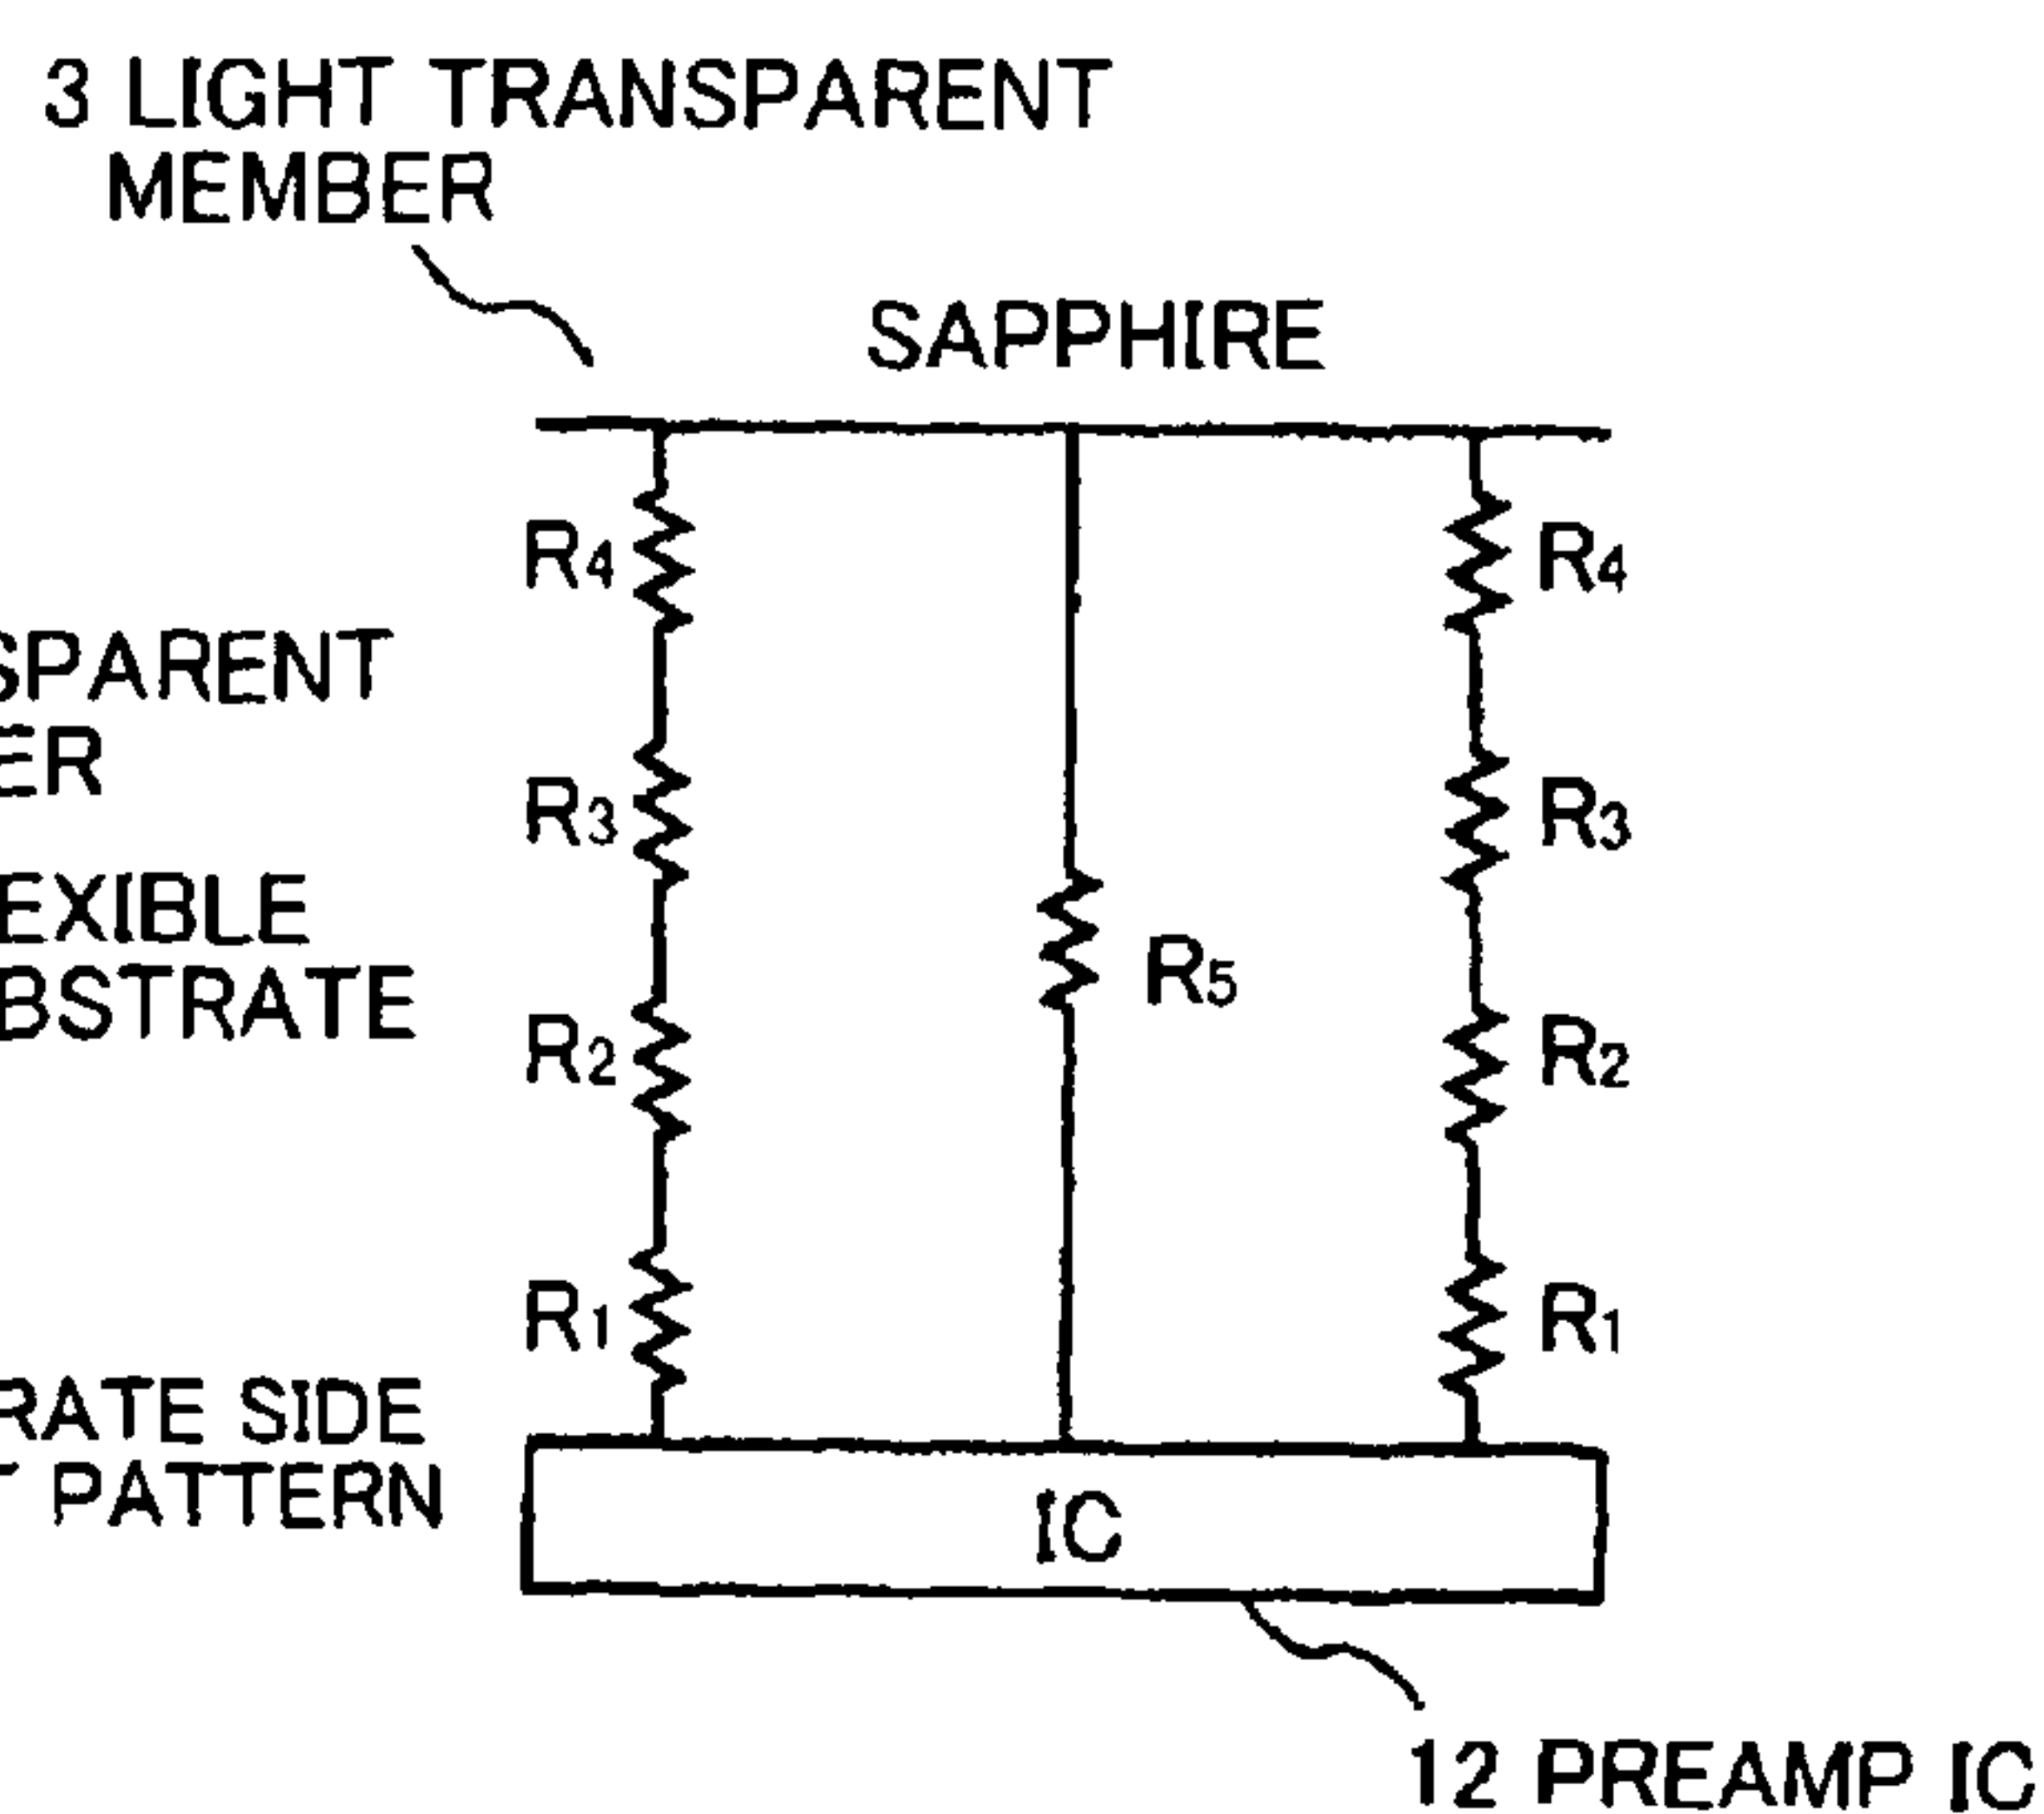 3 LIGHT TRANSPARENT
MEMBER
SAPPHIRE
R4
R4
SPARENT
ER
R3
R3
EXIBLE
BSTRATE
R5
R2
R2
R1
R1
RATE SIDE
T PATTERN
IC
12 PREAMP IC